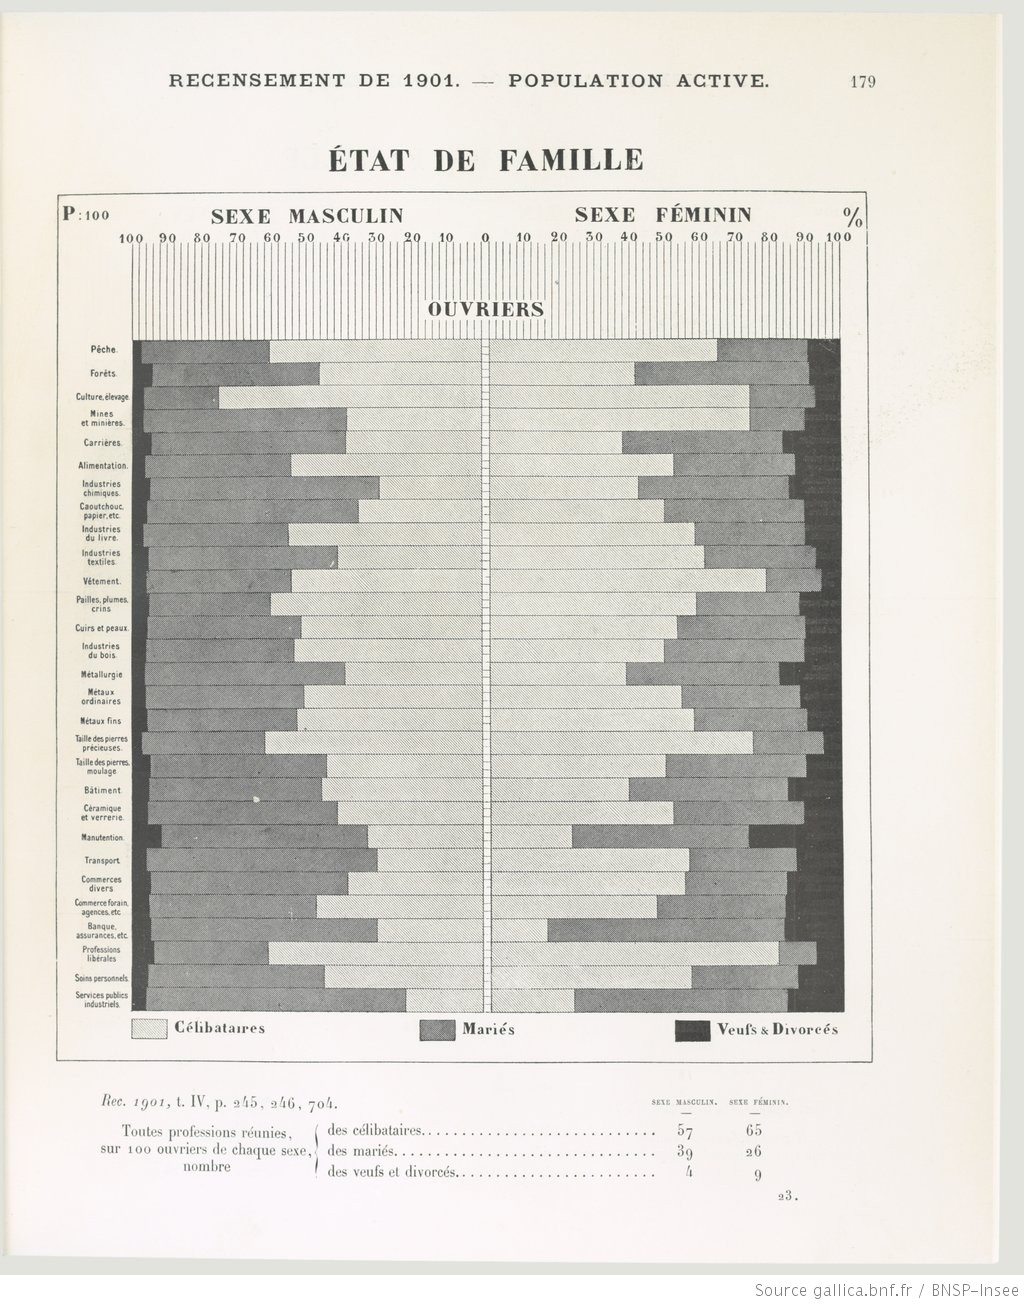 RECENSEMENT DE 1901. — POPULATION ACTIVE. 179
ÉTAT DE FAMILLE
P:100 SEXE MASCULIN SEXE FÉMININ %
100 90 80 70 60 50 40 30 20 10 0 10 20 30 40 50 60 70 80 90 100
OUVRIERS
Pêche.
Forêts.
Culture, élevage.
Mines
et minières.
Carrières.
Alimentation.
Industries
chimiques.
Caoutchouc,
papier, etc.
Industries
du livre.
Industries
textiles.
Vêtement.
Pailles, plumes,
crins
Cuirs et peaux.
Industries
du bois.
Métallurgie
Métaux
ordinaires
Métaux fins
Taille des pierres
précieuses.
Taille des pierres,
moulage
Bâtiment.
Céramique
et verrerie.
Manutention.
Transport.
Commerces
divers
Commerce forain,
agences, etc.
Banque,
assurances, etc.
Professions
libérales
Soins personnels.
Services publics
industriels.
Célibataires Mariés Veufs & Divorcés
Rec. 1901, t. IV, p. 245, 246, 704.
SEXE MASCULIN. SEXE FÉMININ.
Toutes professions réunies,
sur 100 ouvriers de chaque sexe,
nombre
des célibataires. . . . . . . . . . . . . . . . . . . . . . . . . . . . 57 65
des mariés. . . . . . . . . . . . . . . . . . . . . . . . . . . . . . . 39 26
des veufs et divorcés. . . . . . . . . . . . . . . . . . . . . . . . 4 9
23.
Source gallica.bnf.fr / BNSP-Insee